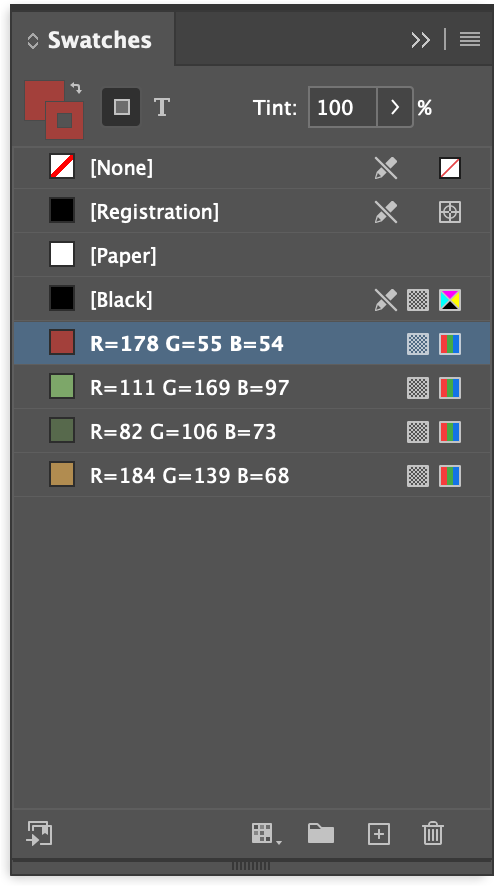 Swatches
T Tint: 100 %
[None]
[Registration]
[Paper]
[Black]
R=178 G=55 B=54
R=111 G=169 B=97
R=82 G=106 B=73
R=184 G=139 B=68